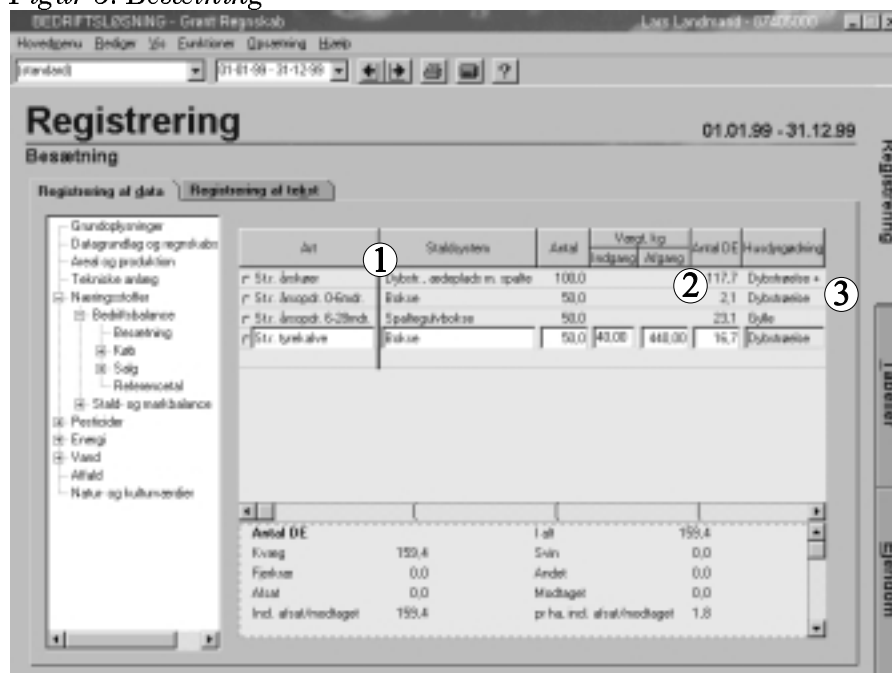 Figur 3. Besætning
BEDRIFTSLØSNING - Grønt Regnskab
Lars Landmand - 07405000
Hovedmenu Rediger Vis Funktioner Opsætning Hjælp
(standard) 01-01-99 - 31-12-99 ?
Registrering
01.01.99 - 31.12.99
Besætning
Registrering af data Registrering af tekst
Registrering
Tabeller
Ejendom
Grundoplysninger
Datagrundlag og regnskabs
Areal og produktion
Tekniske anlæg
Næringsstoffer
Bedriftsbalance
Besætning
Køb
Salg
Referencetal
Stald- og markbalance
Pesticider
Energi
Vand
Affald
Natur- og kulturværdier
Art Staldsystem Antal Vægt, kg Antal DE Husdyrgødning
Indgang Afgang
1 2 3
Str. årskøer Dybstr., ædeplads m. spalte 100,0 117,7 Dybstrøelse +
Str. årsopdr. 0-6mdr. Bokse 50,0 2,1 Dybstrøelse
Str. årsopdr. 6-28mdr. Spaltegulvbokse 50,0 23,1 Gylle
Str. tyrekalve Bokse 50,0 40,00 440,00 16,7 Dybstrøelse
Antal DE I alt 159,4
Kvæg 159,4 Svin 0,0
Fjerkræ 0,0 Andet 0,0
Afsat 0,0 Modtaget 0,0
Incl. afsat/modtaget 159,4 pr ha, incl. afsat/modtaget 1,8